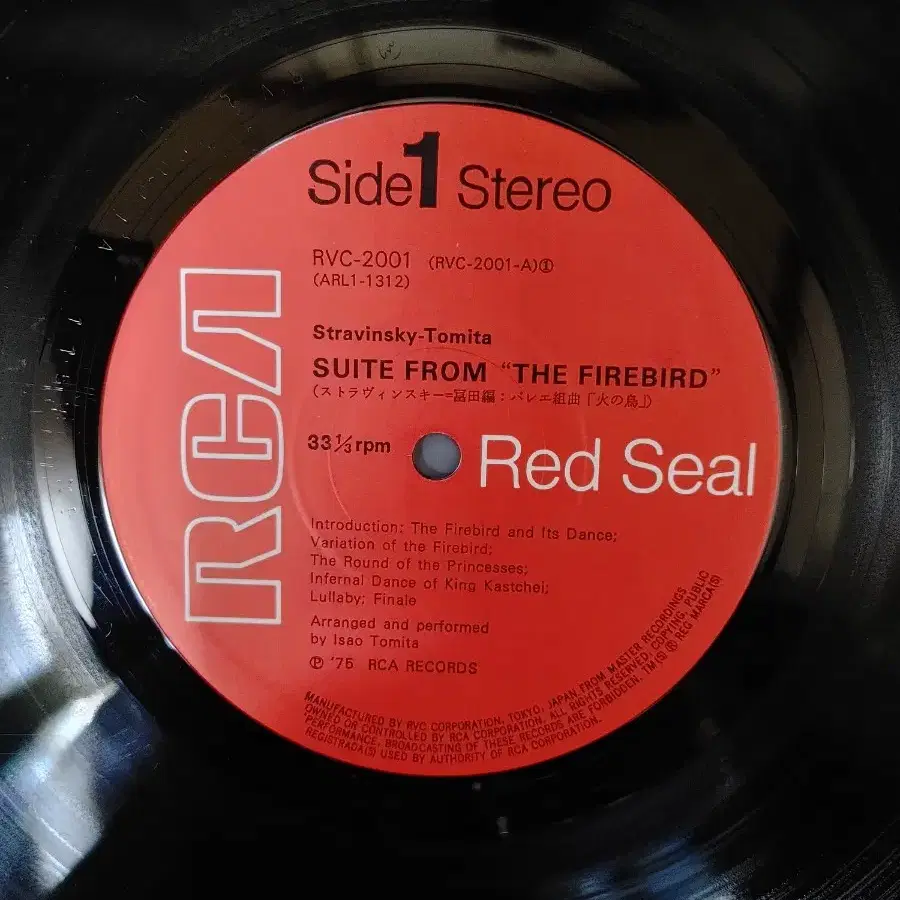 Side 1 Stereo
RVC-2001 (RVC-2001-A)①
(ARL1-1312)
Stravinsky-Tomita
SUITE FROM “THE FIREBIRD”
(ストラヴィンスキー=冨田編：バレエ組曲「火の鳥」)
33⅓rpm
Red Seal
RCA
Introduction: The Firebird and Its Dance;
Variation of the Firebird;
The Round of the Princesses;
Infernal Dance of King Kastchei;
Lullaby; Finale
Arranged and performed
by Isao Tomita
℗ '75 RCA RECORDS
MANUFACTURED BY RVC CORPORATION, TOKYO, JAPAN, FROM MASTER RECORDINGS
OWNED OR CONTROLLED BY RCA CORPORATION. ALL RIGHTS RESERVED, COPYING, PUBLIC
PERFORMANCE, BROADCASTING OF THESE RECORDS ARE FORBIDDEN. TM(S) ® REG MARCA(S)
REGISTRADA(S) USED BY AUTHORITY OF RCA CORPORATION.